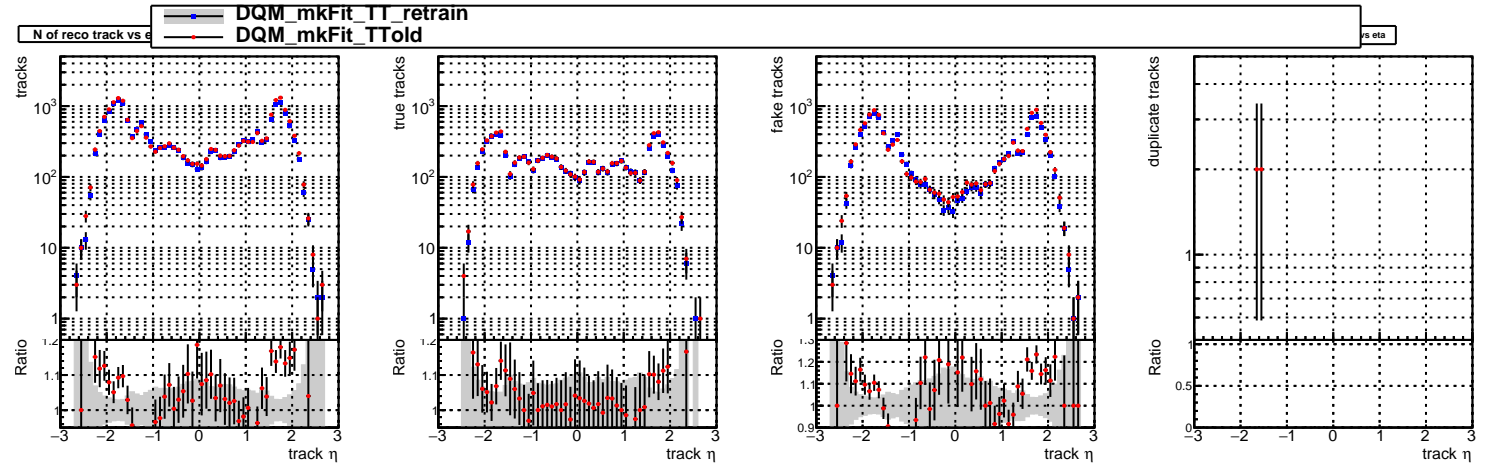 DQM_mkFit_TT_retrain
DQM_mkFit_TTold
N of reco track vs e
vs eta
tracks
10³
10²
10
1
Ratio
1.2
1.1
1
−3 −2 −1 0 1 2 3
track η
true tracks
10³
10²
10
1
Ratio
1.2
1.1
1
−3 −2 −1 0 1 2 3
track η
fake tracks
10³
10²
10
1
Ratio
1.3
1.2
1.1
1
0.9
−3 −2 −1 0 1 2 3
track η
duplicate tracks
1
Ratio
1
0.5
0
−3 −2 −1 0 1 2 3
track η